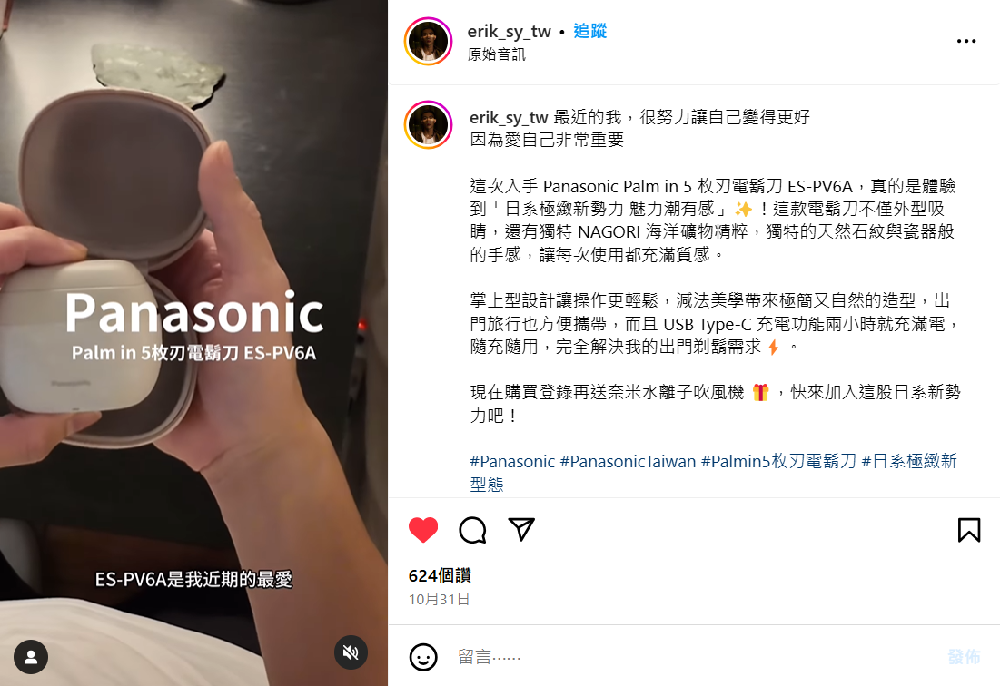 Panasonic
Palm in 5枚刃電鬍刀 ES-PV6A
Panasonic
ES-PV6A是我近期的最愛
erik_sy_tw • 追蹤
原始音訊
erik_sy_tw 最近的我，很努力讓自己變得更好
因為愛自己非常重要
這次入手 Panasonic Palm in 5 枚刃電鬍刀 ES-PV6A，真的是體驗
到「日系極緻新勢力 魅力潮有感」✨！這款電鬍刀不僅外型吸
睛，還有獨特 NAGORI 海洋礦物精粹，獨特的天然石紋與瓷器般
的手感，讓每次使用都充滿質感。
掌上型設計讓操作更輕鬆，減法美學帶來極簡又自然的造型，出
門旅行也方便攜帶，而且 USB Type-C 充電功能兩小時就充滿電，
隨充隨用，完全解決我的出門剃鬍需求⚡。
現在購買登錄再送奈米水離子吹風機 🎁，快來加入這股日系新勢
力吧！
#Panasonic #PanasonicTaiwan #Palmin5枚刃電鬍刀 #日系極緻新
型態
624個讚
10月31日
留言⋯⋯
發佈